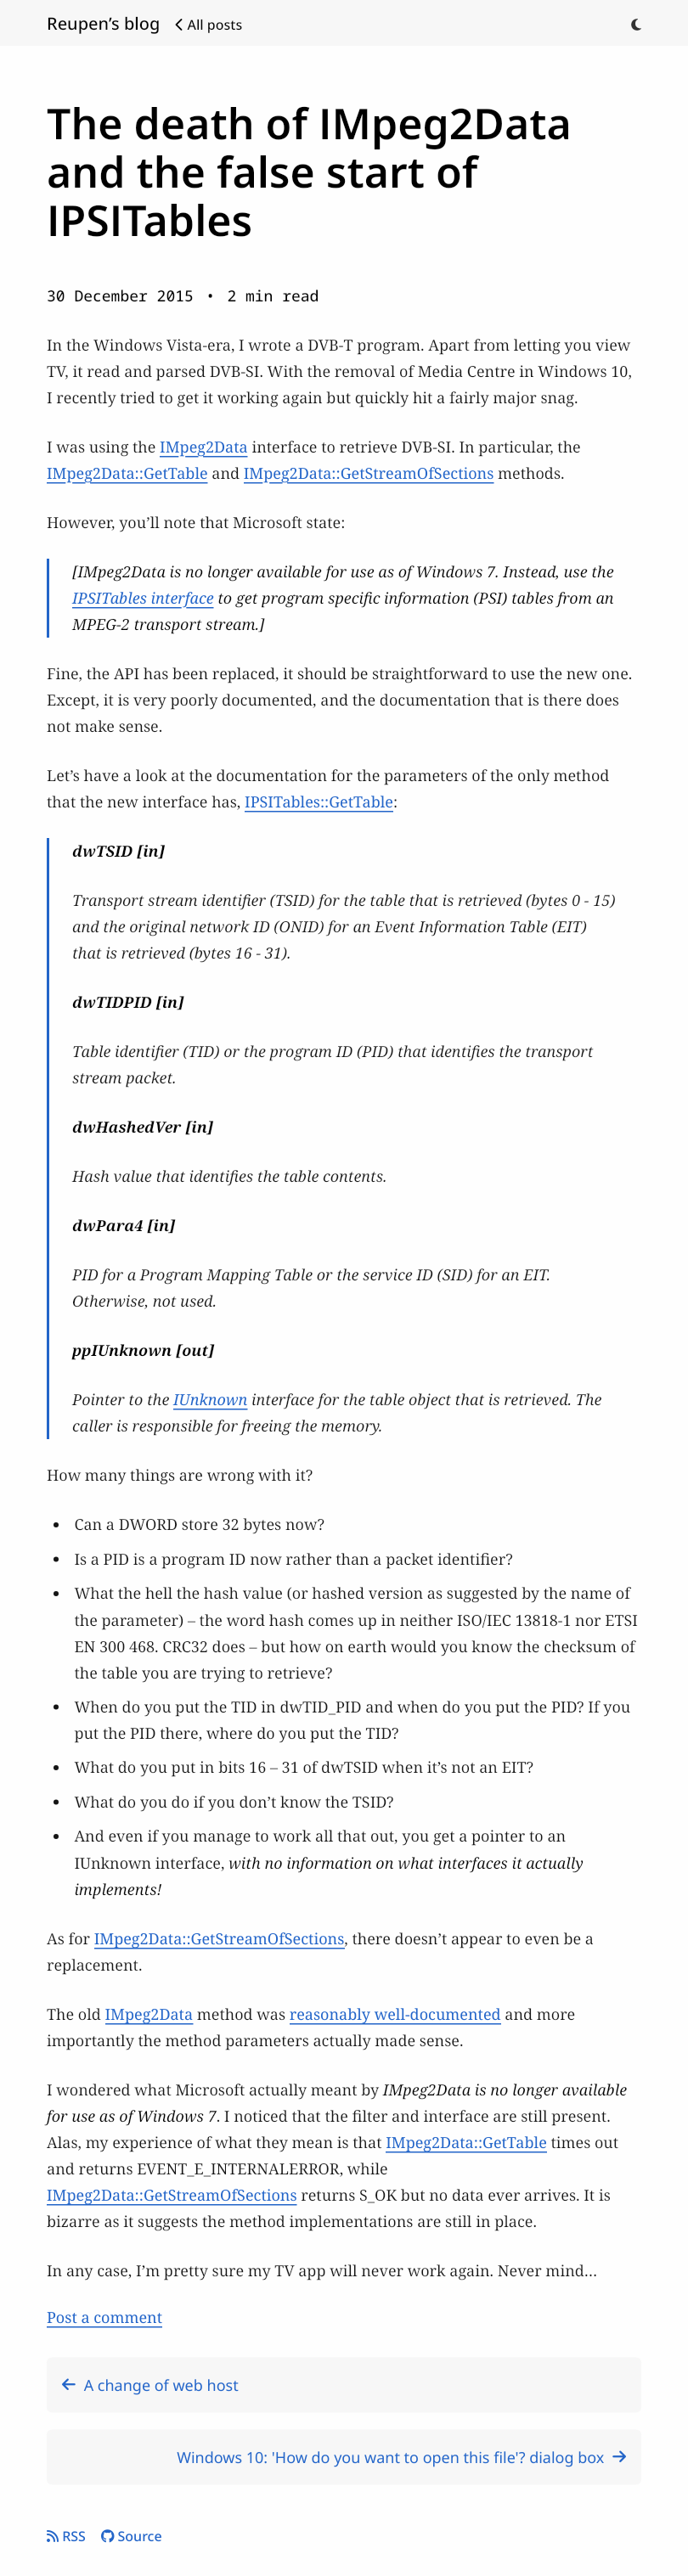 Reupen’s blog All posts
The death of IMpeg2Data
and the false start of
IPSITables
30 December 2015 • 2 min read
In the Windows Vista-era, I wrote a DVB-T program. Apart from letting you view
TV, it read and parsed DVB-SI. With the removal of Media Centre in Windows 10,
I recently tried to get it working again but quickly hit a fairly major snag.
I was using the IMpeg2Data interface to retrieve DVB-SI. In particular, the
IMpeg2Data::GetTable and IMpeg2Data::GetStreamOfSections methods.
However, you’ll note that Microsoft state:
[IMpeg2Data is no longer available for use as of Windows 7. Instead, use the
IPSITables interface to get program specific information (PSI) tables from an
MPEG-2 transport stream.]
Fine, the API has been replaced, it should be straightforward to use the new one.
Except, it is very poorly documented, and the documentation that is there does
not make sense.
Let’s have a look at the documentation for the parameters of the only method
that the new interface has, IPSITables::GetTable:
dwTSID [in]
Transport stream identifier (TSID) for the table that is retrieved (bytes 0 - 15)
and the original network ID (ONID) for an Event Information Table (EIT)
that is retrieved (bytes 16 - 31).
dwTIDPID [in]
Table identifier (TID) or the program ID (PID) that identifies the transport
stream packet.
dwHashedVer [in]
Hash value that identifies the table contents.
dwPara4 [in]
PID for a Program Mapping Table or the service ID (SID) for an EIT.
Otherwise, not used.
ppIUnknown [out]
Pointer to the IUnknown interface for the table object that is retrieved. The
caller is responsible for freeing the memory.
How many things are wrong with it?
• Can a DWORD store 32 bytes now?
• Is a PID is a program ID now rather than a packet identifier?
• What the hell the hash value (or hashed version as suggested by the name of
the parameter) – the word hash comes up in neither ISO/IEC 13818-1 nor ETSI
EN 300 468. CRC32 does – but how on earth would you know the checksum of
the table you are trying to retrieve?
• When do you put the TID in dwTID_PID and when do you put the PID? If you
put the PID there, where do you put the TID?
• What do you put in bits 16 – 31 of dwTSID when it’s not an EIT?
• What do you do if you don’t know the TSID?
• And even if you manage to work all that out, you get a pointer to an
IUnknown interface, with no information on what interfaces it actually
implements!
As for IMpeg2Data::GetStreamOfSections, there doesn’t appear to even be a
replacement.
The old IMpeg2Data method was reasonably well-documented and more
importantly the method parameters actually made sense.
I wondered what Microsoft actually meant by IMpeg2Data is no longer available
for use as of Windows 7. I noticed that the filter and interface are still present.
Alas, my experience of what they mean is that IMpeg2Data::GetTable times out
and returns EVENT_E_INTERNALERROR, while
IMpeg2Data::GetStreamOfSections returns S_OK but no data ever arrives. It is
bizarre as it suggests the method implementations are still in place.
In any case, I’m pretty sure my TV app will never work again. Never mind…
Post a comment
← A change of web host
Windows 10: 'How do you want to open this file'? dialog box →
RSS Source